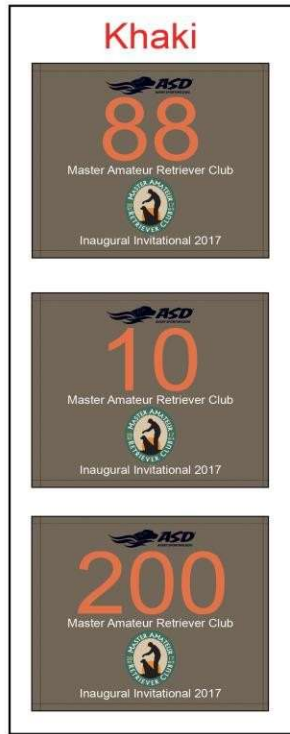 Khaki
ASD
88
Master Amateur Retriever Club
MASTER AMATEUR
RETRIEVER CLUB
Inaugural Invitational 2017
ASD
10
Master Amateur Retriever Club
MASTER AMATEUR
RETRIEVER CLUB
Inaugural Invitational 2017
ASD
200
Master Amateur Retriever Club
MASTER AMATEUR
RETRIEVER CLUB
Inaugural Invitational 2017